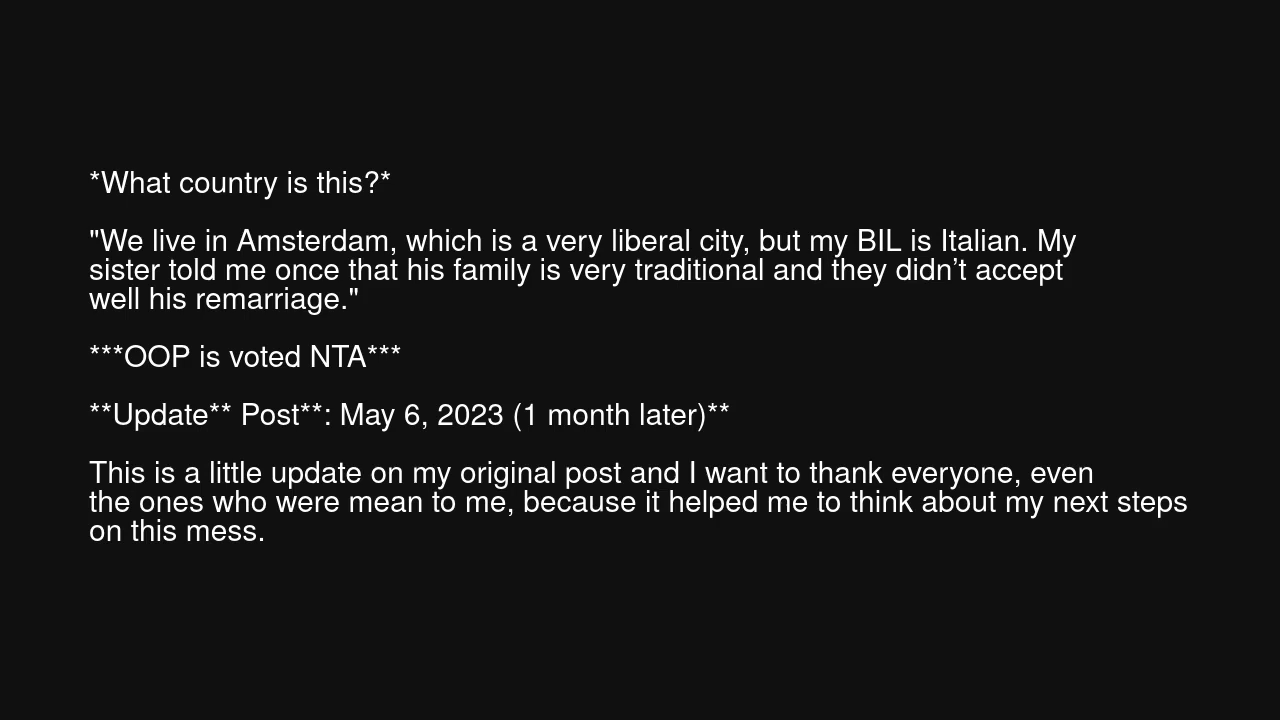 *What country is this?*
"We live in Amsterdam, which is a very liberal city, but my BIL is Italian. My
sister told me once that his family is very traditional and they didn’t accept
well his remarriage."
***OOP is voted NTA***
**Update** Post**: May 6, 2023 (1 month later)**
This is a little update on my original post and I want to thank everyone, even
the ones who were mean to me, because it helped me to think about my next steps
on this mess.